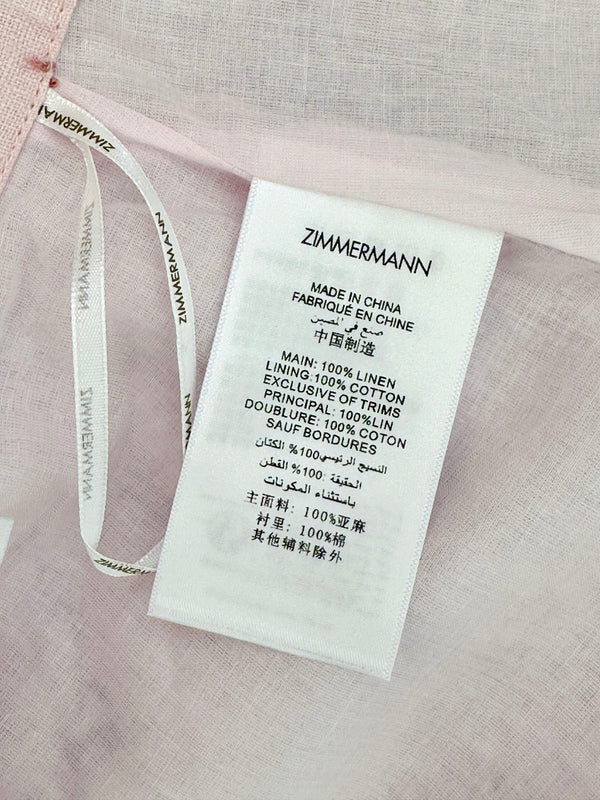 ZIMMERMANN
ZIMMERMANN
ZIMMERMANN
ZIMMERMANN
ZIMMERMANN
ZIMMERMANN
MADE IN CHINA
FABRIQUÉ EN CHINE
صنع في الصين
中国制造
MAIN: 100% LINEN
LINING:100% COTTON
EXCLUSIVE OF TRIMS
PRINCIPAL: 100%LIN
DOUBLURE: 100% COTON
SAUF BORDURES
النسيج الرئيسي100% الكتان
الحقيقة :100% القطن
باستثناء المكونات
主面料: 100%亚麻
衬里: 100%棉
其他辅料除外